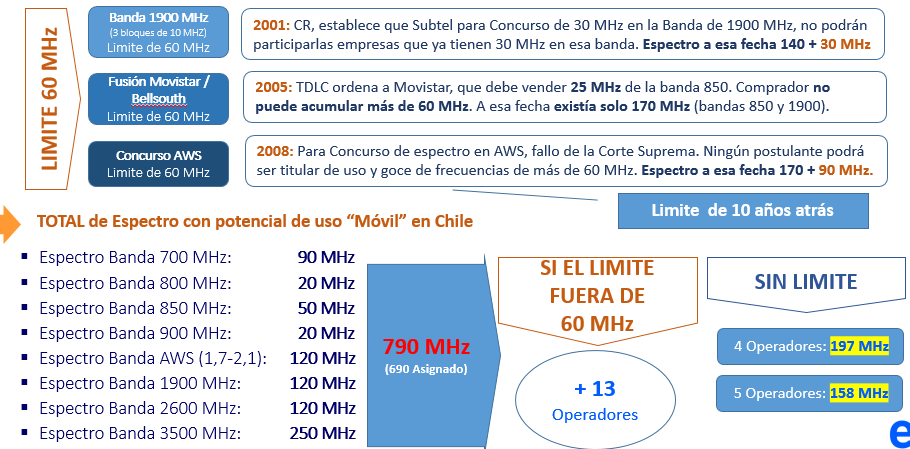 LIMITE 60 MHz
Banda 1900 MHz
(3 bloques de 10 MHZ)
Limite de 60 MHz
2001: CR, establece que Subtel para Concurso de 30 MHz en la Banda de 1900 MHz, no podrán
participarlas empresas que ya tienen 30 MHz en esa banda. Espectro a esa fecha 140 + 30 MHz
Fusión Movistar /
Bellsouth
Limite de 60 MHz
2005: TDLC ordena a Movistar, que debe vender 25 MHz de la banda 850. Comprador no
puede acumular más de 60 MHz. A esa fecha existía solo 170 MHz (bandas 850 y 1900).
Concurso AWS
Limite de 60 MHz
2008: Para Concurso de espectro en AWS, fallo de la Corte Suprema. Ningún postulante podrá
ser titular de uso y goce de frecuencias de más de 60 MHz. Espectro a esa fecha 170 + 90 MHz.
Limite de 10 años atrás
TOTAL de Espectro con potencial de uso “Móvil” en Chile
▪ Espectro Banda 700 MHz: 90 MHz
▪ Espectro Banda 800 MHz: 20 MHz
▪ Espectro Banda 850 MHz: 50 MHz
▪ Espectro Banda 900 MHz: 20 MHz
▪ Espectro Banda AWS (1,7-2,1): 120 MHz
▪ Espectro Banda 1900 MHz: 120 MHz
▪ Espectro Banda 2600 MHz: 120 MHz
▪ Espectro Banda 3500 MHz: 250 MHz
790 MHz
(690 Asignado)
SI EL LIMITE
FUERA DE
60 MHz
+ 13
Operadores
SIN LIMITE
4 Operadores: 197 MHz
5 Operadores: 158 MHz
e